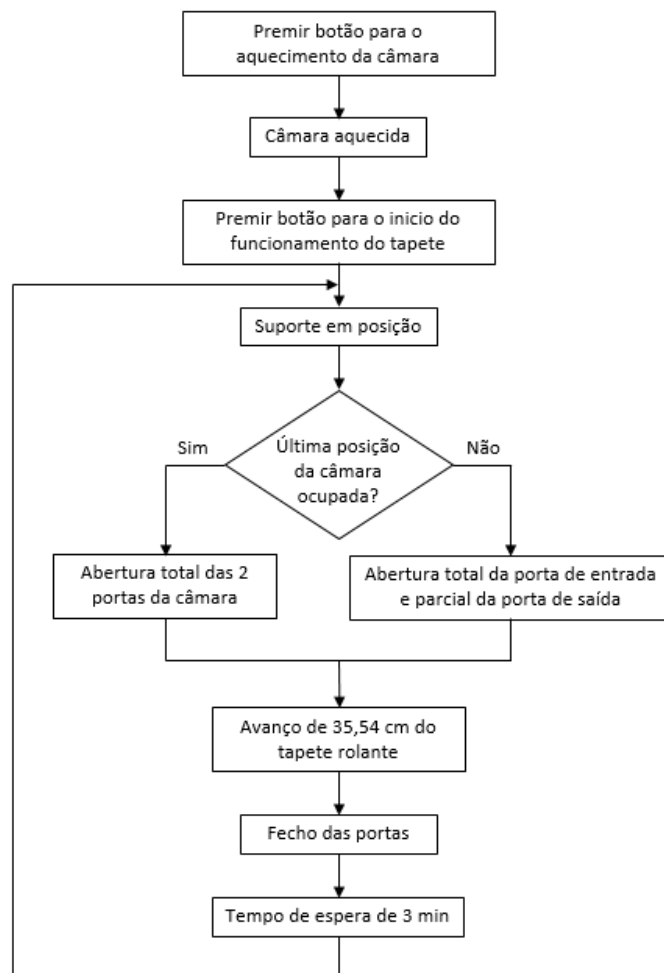 Premir botão para o
aquecimento da câmara
Câmara aquecida
Premir botão para o inicio do
funcionamento do tapete
Suporte em posição
Sim
Última posição
da câmara
ocupada?
Não
Abertura total das 2
portas da câmara
Abertura total da porta de entrada
e parcial da porta de saída
Avanço de 35,54 cm do
tapete rolante
Fecho das portas
Tempo de espera de 3 min